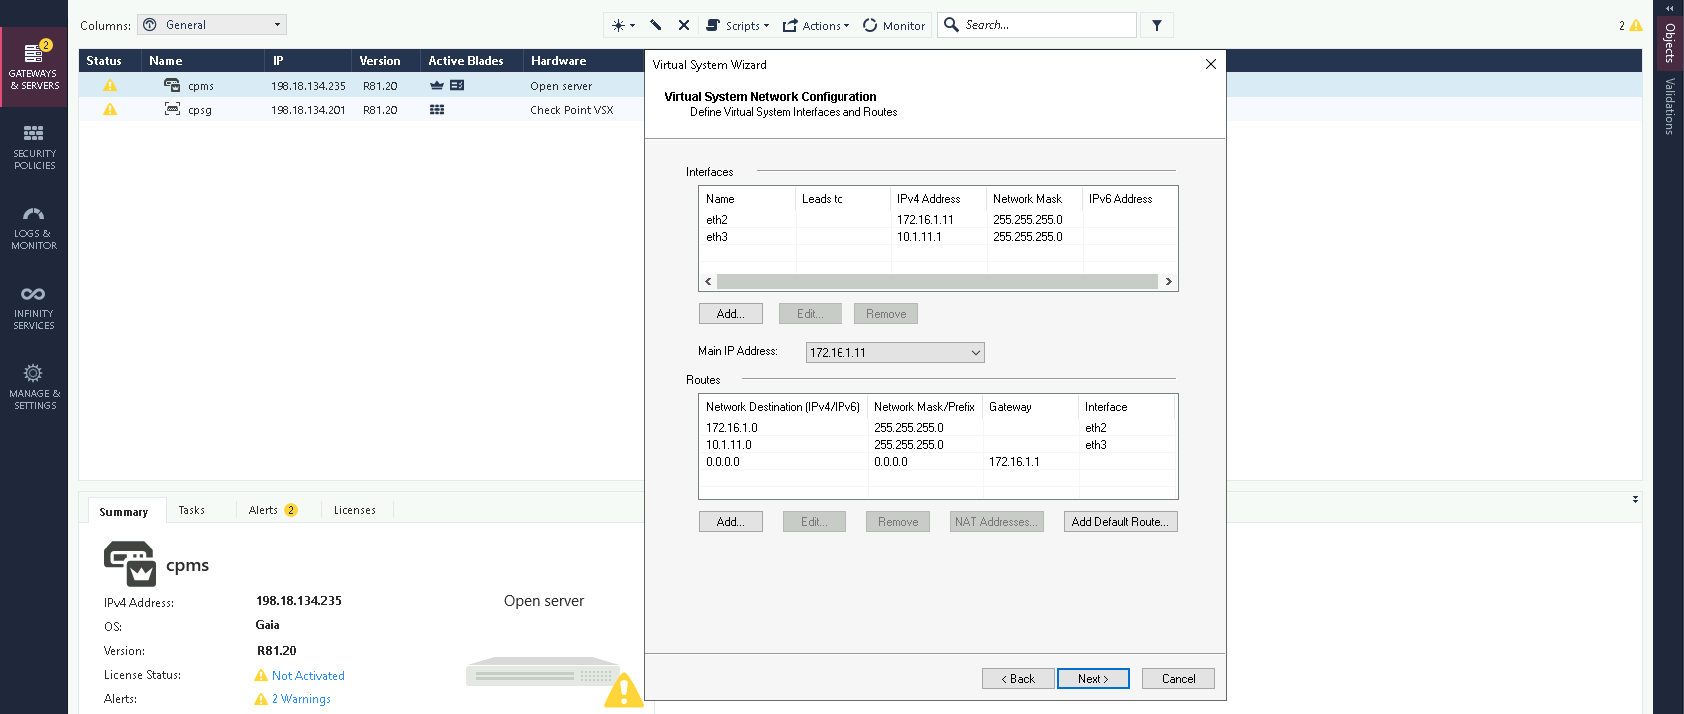 Columns: General
Scripts Actions Monitor Search...
2
2
GATEWAYS
& SERVERS
SECURITY
POLICIES
LOGS &
MONITOR
INFINITY
SERVICES
MANAGE &
SETTINGS
Status Name IP Version Active Blades Hardware
cpms 198.18.134.235 R81.20 Open server
cpsg 198.18.134.201 R81.20 Check Point VSX
Virtual System Wizard
Virtual System Network Configuration
Define Virtual System Interfaces and Routes
Interfaces
Name Leads to IPv4 Address Network Mask IPv6 Address
eth2 172.16.1.11 255.255.255.0
eth3 10.1.11.1 255.255.255.0
Add... Edit... Remove
Main IP Address: 172.16.1.11
Routes
Network Destination (IPv4/IPv6) Network Mask/Prefix Gateway Interface
172.16.1.0 255.255.255.0 eth2
10.1.11.0 255.255.255.0 eth3
0.0.0.0 0.0.0.0 172.16.1.1
Add... Edit... Remove NAT Addresses... Add Default Route...
< Back Next > Cancel
Summary Tasks Alerts 2 Licenses
cpms
IPv4 Address: 198.18.134.235
OS: Gaia
Version: R81.20
License Status: Not Activated
Alerts: 2 Warnings
Open server
Objects
Validations